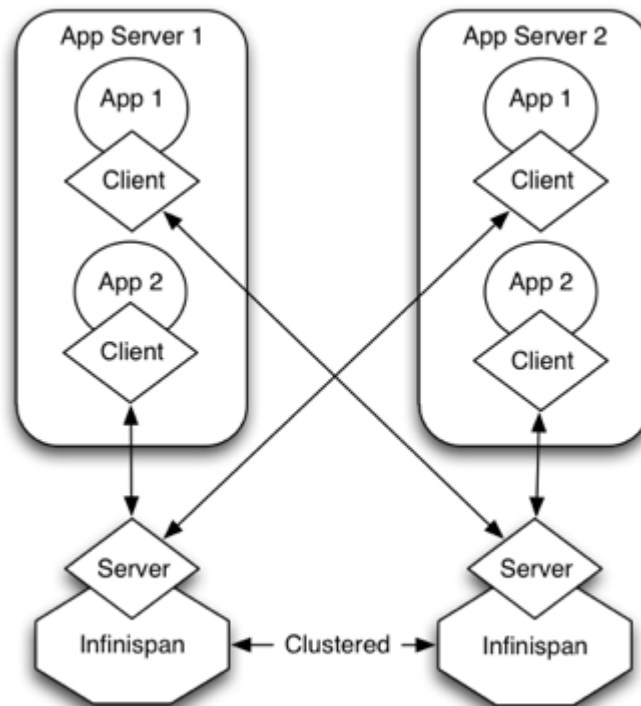 App Server 1
App 1
Client
App 2
Client
App Server 2
App 1
Client
App 2
Client
Server
Infinispan
Clustered
Server
Infinispan